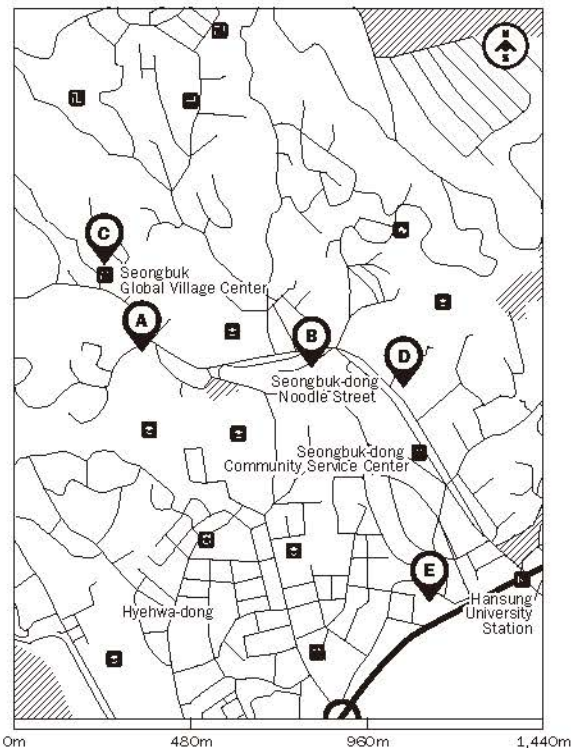 N
S
C
Seongbuk
Global Village Center
A
B
D
Seongbuk-dong
Noodle Street
Seongbuk-dong
Community Service Center
E
Hyehwa-dong
Hansung
University
Station
0m
480m
960m
1,440m